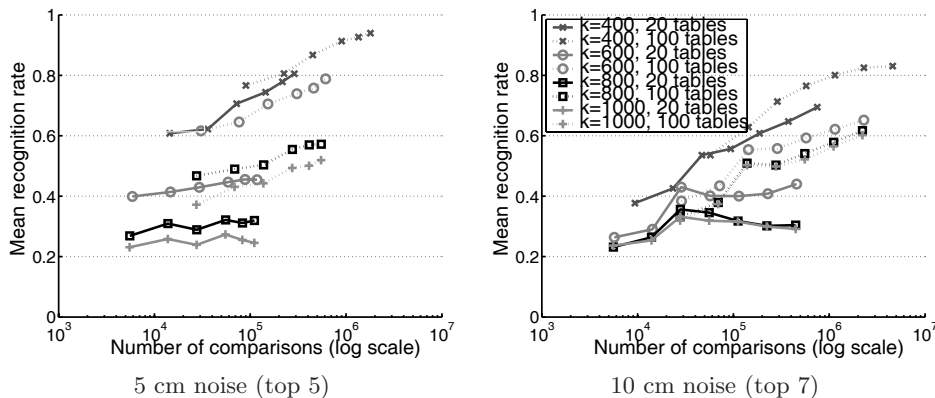 1
0.8
0.6
0.4
0.2
0
Mean recognition rate
10^3
10^4
10^5
10^6
10^7
Number of comparisons (log scale)
5 cm noise (top 5)
1
0.8
0.6
0.4
0.2
0
Mean recognition rate
k=400, 20 tables
k=400, 100 tables
k=600, 20 tables
k=600, 100 tables
k=800, 20 tables
k=800, 100 tables
k=1000, 20 tables
k=1000, 100 tables
10^3
10^4
10^5
10^6
10^7
Number of comparisons (log scale)
10 cm noise (top 7)